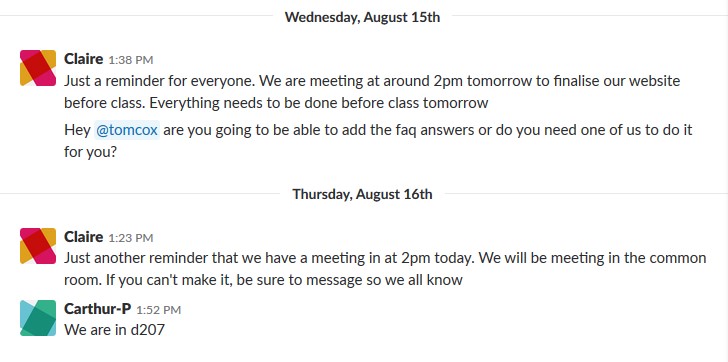 Wednesday, August 15th
Claire 1:38 PM
Just a reminder for everyone. We are meeting at around 2pm tomorrow to finalise our website
before class. Everything needs to be done before class tomorrow
Hey @tomcox are you going to be able to add the faq answers or do you need one of us to do it
for you?
Thursday, August 16th
Claire 1:23 PM
Just another reminder that we have a meeting in at 2pm today. We will be meeting in the common
room. If you can't make it, be sure to message so we all know
Carthur-P 1:52 PM
We are in d207